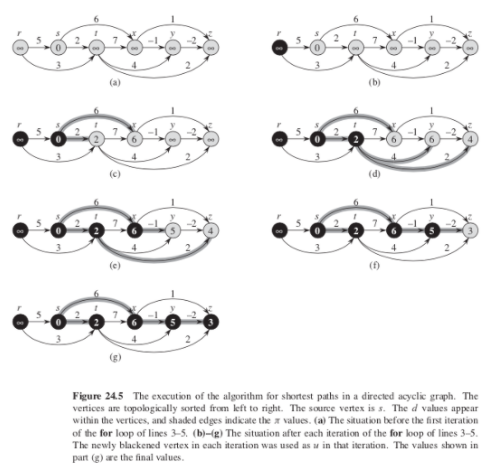 6 1
r s t x y z
∞ 5 0 2 ∞ 7 ∞ –1 ∞ –2 ∞
3 4 2
(a)
6 1
r s t x y z
∞ 5 0 2 ∞ 7 ∞ –1 ∞ –2 ∞
3 4 2
(b)
6 1
r s t x y z
∞ 5 0 2 2 7 6 –1 ∞ –2 ∞
3 4 2
(c)
6 1
r s t x y z
∞ 5 0 2 2 7 6 –1 6 –2 4
3 4 2
(d)
6 1
r s t x y z
∞ 5 0 2 2 7 6 –1 5 –2 4
3 4 2
(e)
6 1
r s t x y z
∞ 5 0 2 2 7 6 –1 5 –2 3
3 4 2
(f)
6 1
r s t x y z
∞ 5 0 2 2 7 6 –1 5 –2 3
3 4 2
(g)
Figure 24.5 The execution of the algorithm for shortest paths in a directed acyclic graph. The
vertices are topologically sorted from left to right. The source vertex is s. The d values appear
within the vertices, and shaded edges indicate the π values. (a) The situation before the first iteration
of the for loop of lines 3–5. (b)–(g) The situation after each iteration of the for loop of lines 3–5.
The newly blackened vertex in each iteration was used as u in that iteration. The values shown in
part (g) are the final values.